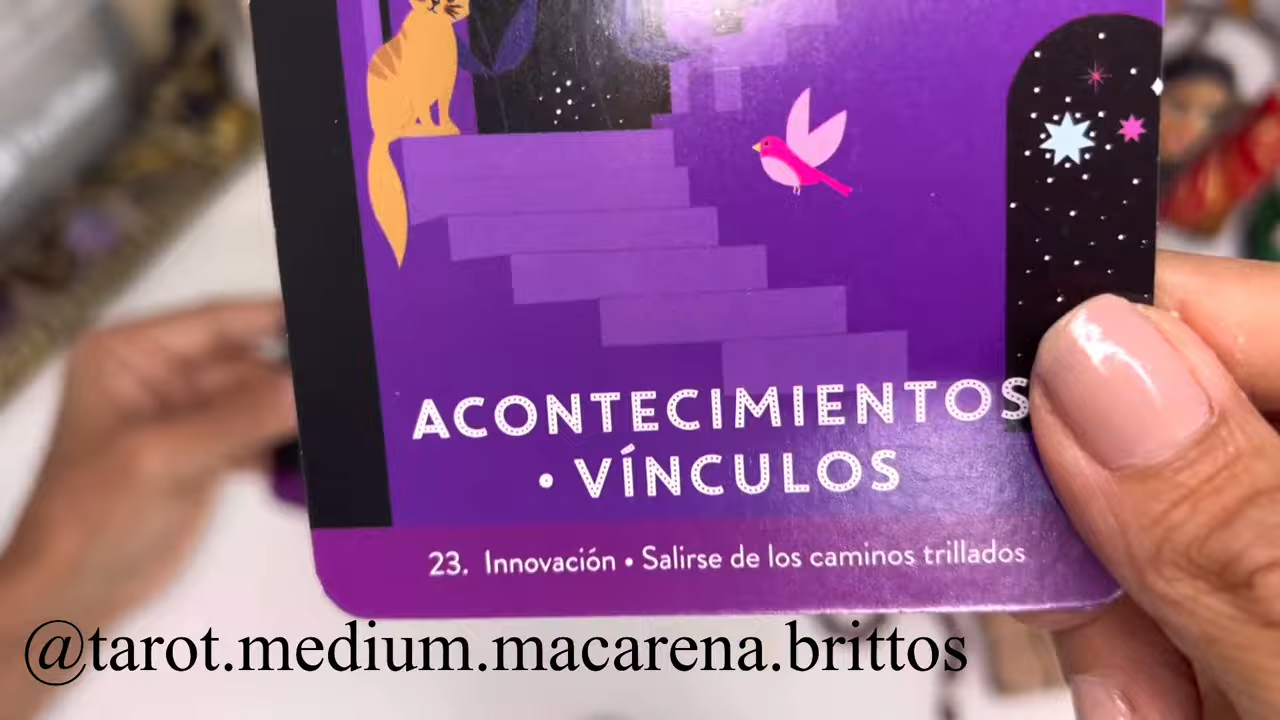 ACONTECIMIENTOS
• VÍNCULOS
23. Innovación • Salirse de los caminos trillados
@tarot.medium.macarena.brittos